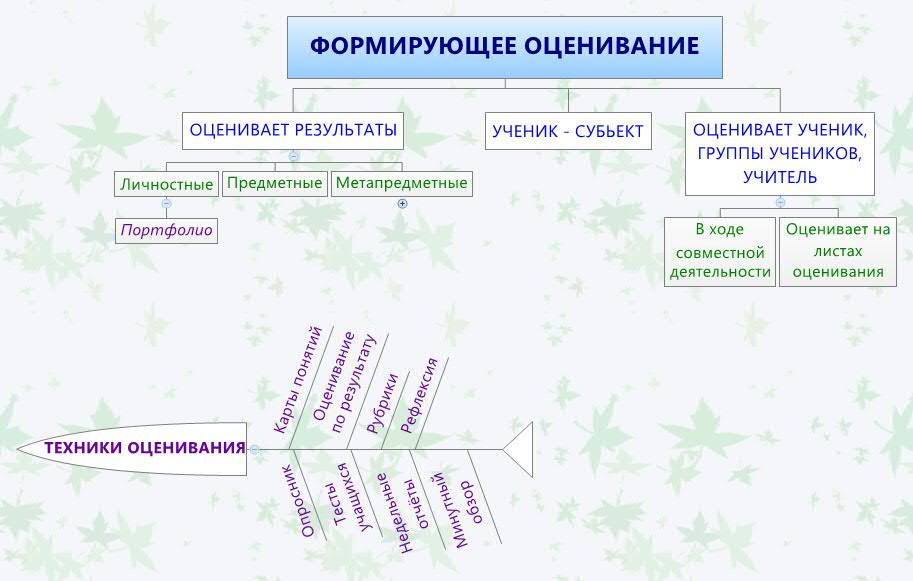 ФОРМИРУЮЩЕЕ ОЦЕНИВАНИЕ
ОЦЕНИВАЕТ РЕЗУЛЬТАТЫ
УЧЕНИК - СУБЬЕКТ
ОЦЕНИВАЕТ УЧЕНИК,
ГРУППЫ УЧЕНИКОВ,
УЧИТЕЛЬ
Личностные
Предметные
Метапредметные
Портфолио
В ходе
совместной
деятельности
Оценивает на
листах
оценивания
Карты понятий
Оценивание
по результату
Рубрики
Рефлексия
ТЕХНИКИ ОЦЕНИВАНИЯ
Опросник
Тесты
учащихся
Недельные
отчёты
Минутный
обзор